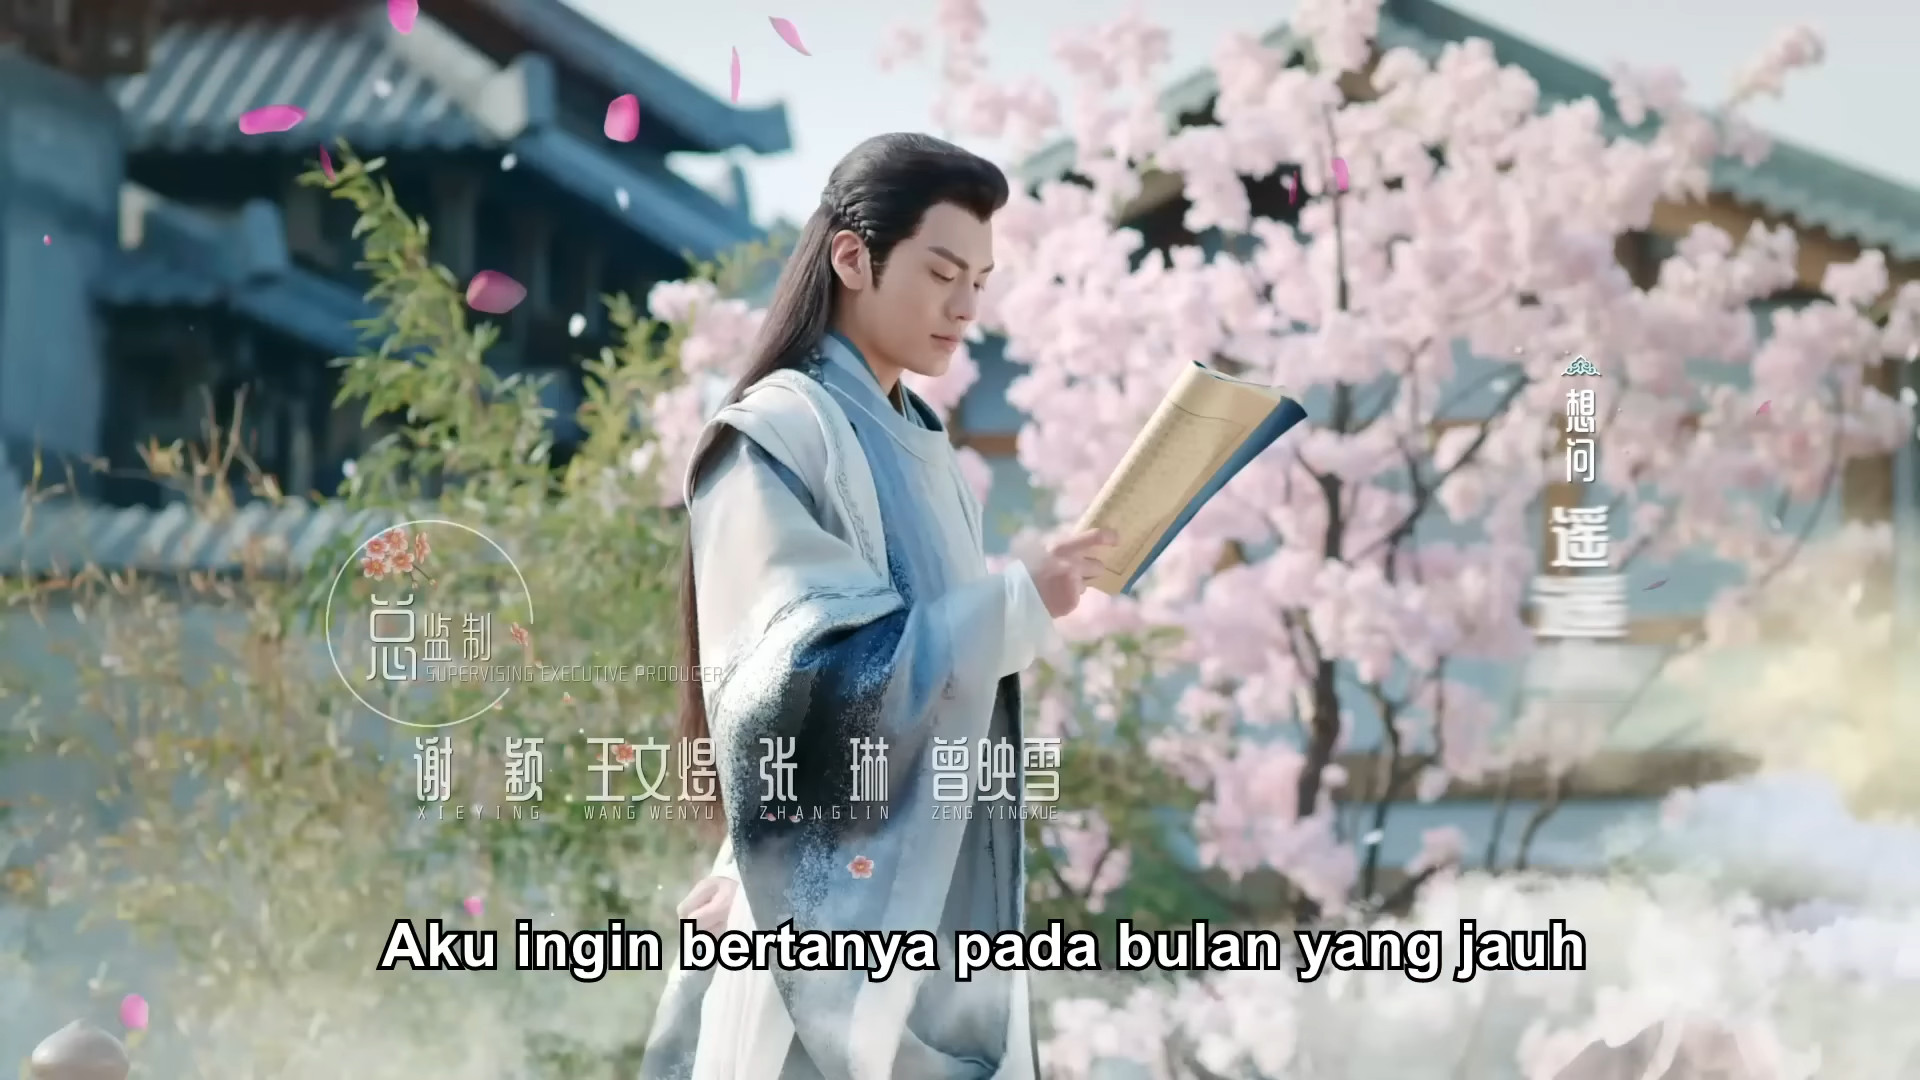 想问
遥遥
总监制
SUPERVISING EXECUTIVE PRODUCER
谢颖 王文煜 张琳 曾映雪
XIEYING WANG WENYU ZHANGLIN ZENG YINGXUE
Aku ingin bertanya pada bulan yang jauh